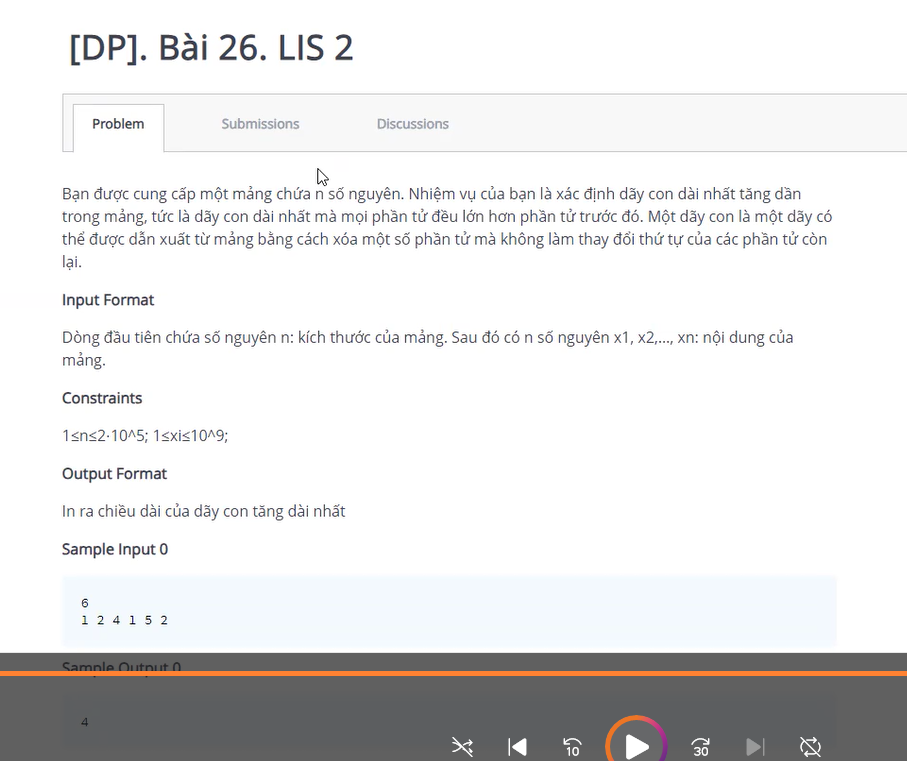 [DP]. Bài 26. LIS 2
Problem
Submissions
Discussions
Bạn được cung cấp một mảng chứa n số nguyên. Nhiệm vụ của bạn là xác định dãy con dài nhất tăng dần
trong mảng, tức là dãy con dài nhất mà mọi phần tử đều lớn hơn phần tử trước đó. Một dãy con là một dãy có
thể được dẫn xuất từ mảng bằng cách xóa một số phần tử mà không làm thay đổi thứ tự của các phần tử còn
lại.
Input Format
Dòng đầu tiên chứa số nguyên n: kích thước của mảng. Sau đó có n số nguyên x1, x2,..., xn: nội dung của
mảng.
Constraints
1≤n≤2⋅10^5; 1≤xi≤10^9;
Output Format
In ra chiều dài của dãy con tăng dài nhất
Sample Input 0
6
1 2 4 1 5 2
Sample Output 0
4
10
30